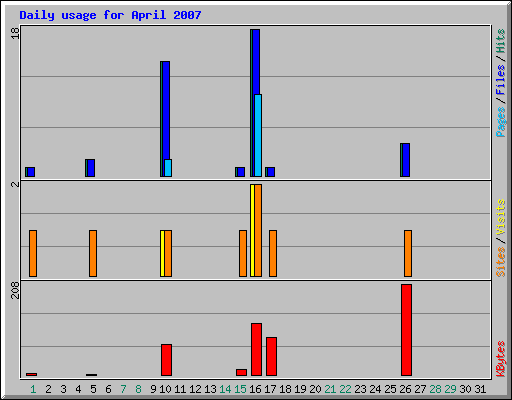 Daily usage for April 2007
18
Pages / Files / Hits
2
Sites / Visits
208
KBytes
1 2 3 4 5 6 7 8 9 10 11 12 13 14 15 16 17 18 19 20 21 22 23 24 25 26 27 28 29 30 31